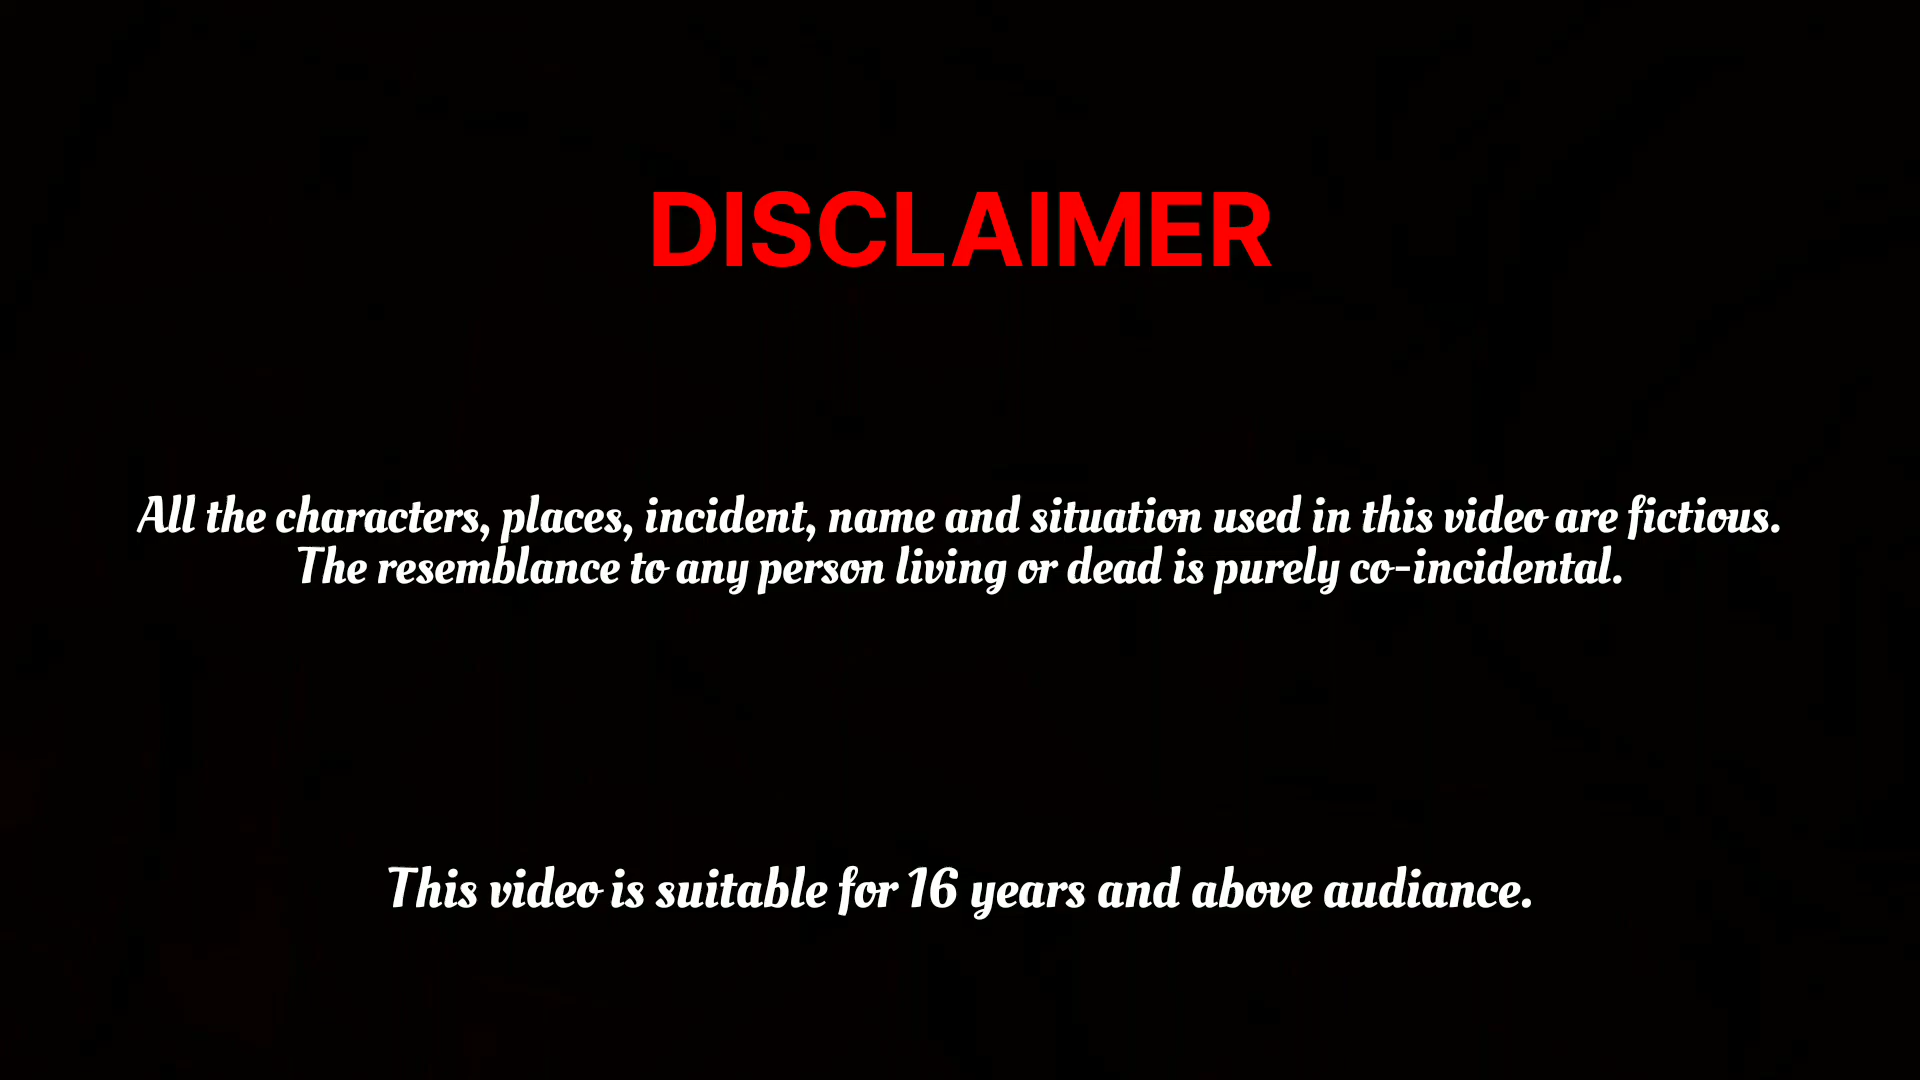 DISCLAIMER
All the characters, places, incident, name and situation used in this video are fictious.
The resemblance to any person living or dead is purely co-incidental.
This video is suitable for 16 years and above audiance.